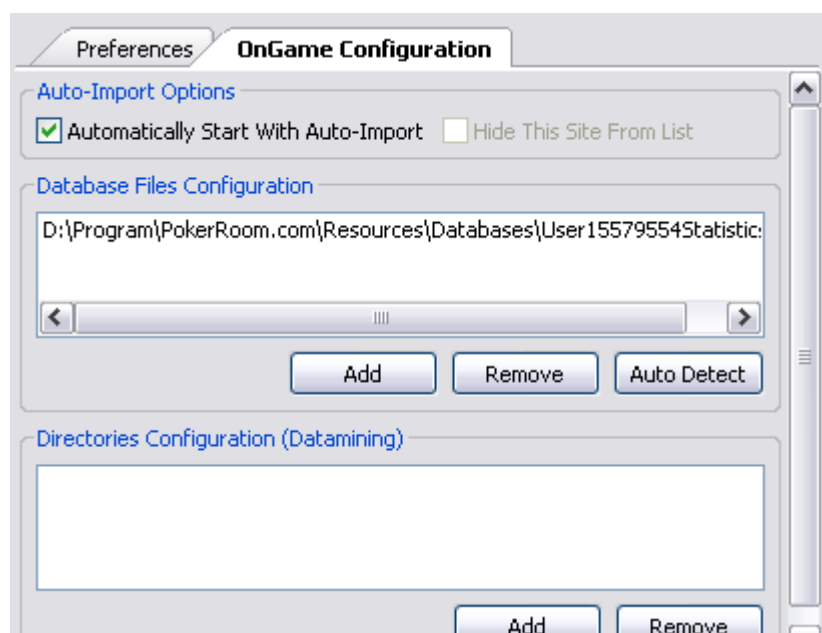 Preferences OnGame Configuration
Auto-Import Options
Automatically Start With Auto-Import Hide This Site From List
Database Files Configuration
D:\Program\PokerRoom.com\Resources\Databases\User15579554Statistic:
Add Remove Auto Detect
Directories Configuration (Datamining)
Add Remove